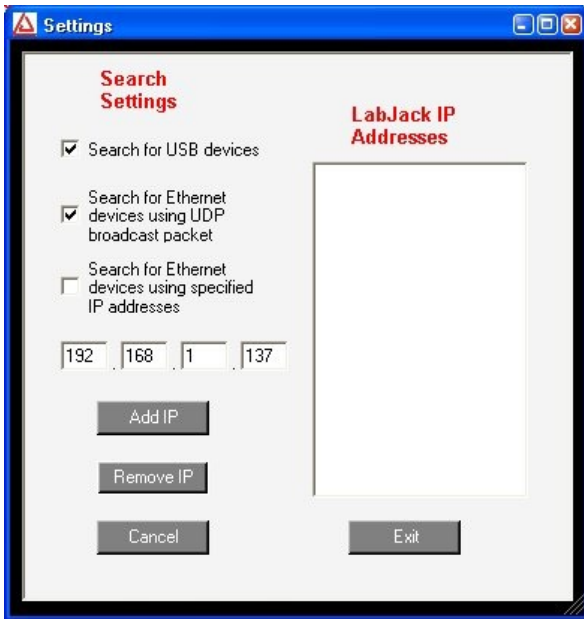 Settings
Search
Settings
Search for USB devices
Search for Ethernet
devices using UDP
broadcast packet
Search for Ethernet
devices using specified
IP addresses
192 . 168 . 1 . 137
Add IP
Remove IP
Cancel
LabJack IP
Addresses
Exit